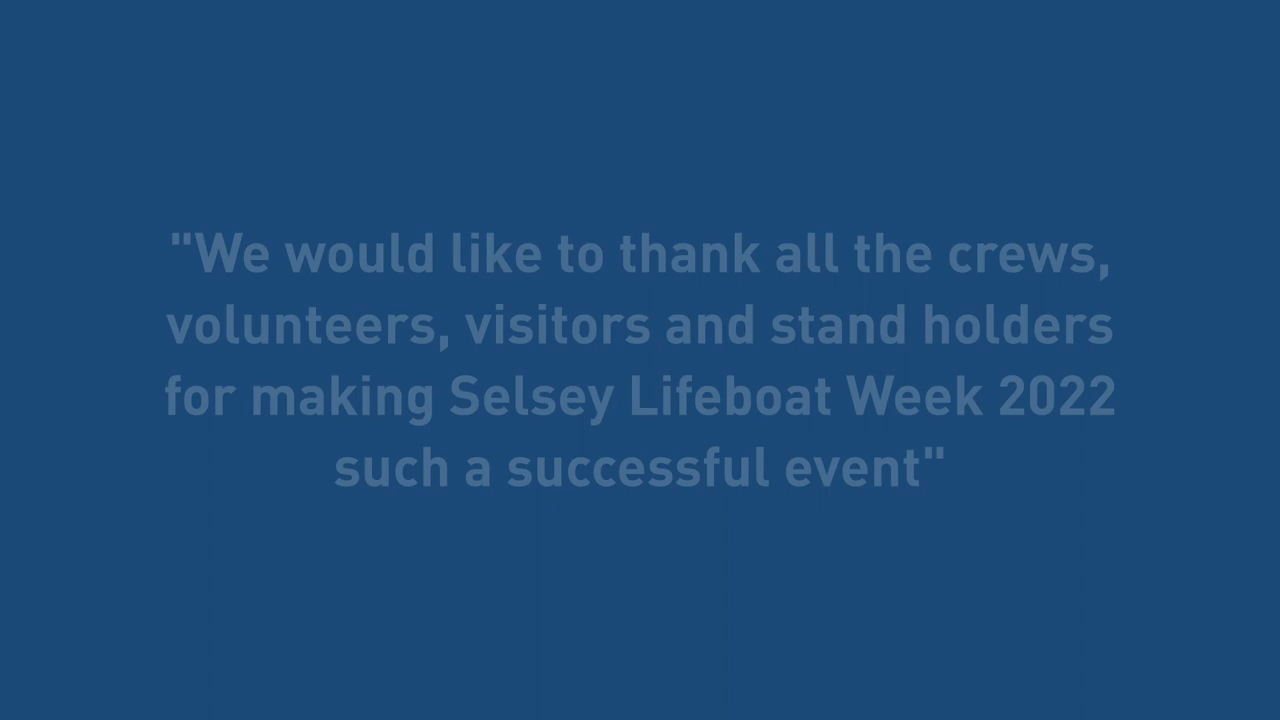 "We would like to thank all the crews,
volunteers, visitors and stand holders
for making Selsey Lifeboat Week 2022
such a successful event"